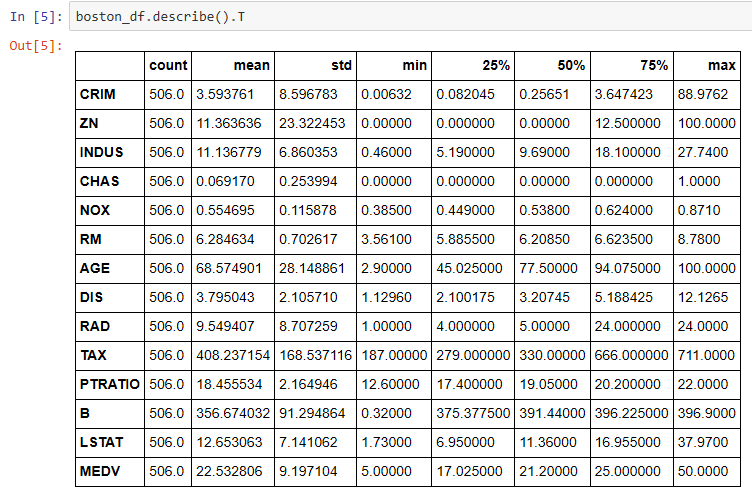 In [5]: boston_df.describe().T
Out[5]:
count mean std min 25% 50% 75% max
CRIM 506.0 3.593761 8.596783 0.00632 0.082045 0.25651 3.647423 88.9762
ZN 506.0 11.363636 23.322453 0.00000 0.000000 0.00000 12.500000 100.0000
INDUS 506.0 11.136779 6.860353 0.46000 5.190000 9.69000 18.100000 27.7400
CHAS 506.0 0.069170 0.253994 0.00000 0.000000 0.00000 0.000000 1.0000
NOX 506.0 0.554695 0.115878 0.38500 0.449000 0.53800 0.624000 0.8710
RM 506.0 6.284634 0.702617 3.56100 5.885500 6.20850 6.623500 8.7800
AGE 506.0 68.574901 28.148861 2.90000 45.025000 77.50000 94.075000 100.0000
DIS 506.0 3.795043 2.105710 1.12960 2.100175 3.20745 5.188425 12.1265
RAD 506.0 9.549407 8.707259 1.00000 4.000000 5.00000 24.000000 24.0000
TAX 506.0 408.237154 168.537116 187.00000 279.000000 330.00000 666.000000 711.0000
PTRATIO 506.0 18.455534 2.164946 12.60000 17.400000 19.05000 20.200000 22.0000
B 506.0 356.674032 91.294864 0.32000 375.377500 391.44000 396.225000 396.9000
LSTAT 506.0 12.653063 7.141062 1.73000 6.950000 11.36000 16.955000 37.9700
MEDV 506.0 22.532806 9.197104 5.00000 17.025000 21.20000 25.000000 50.0000